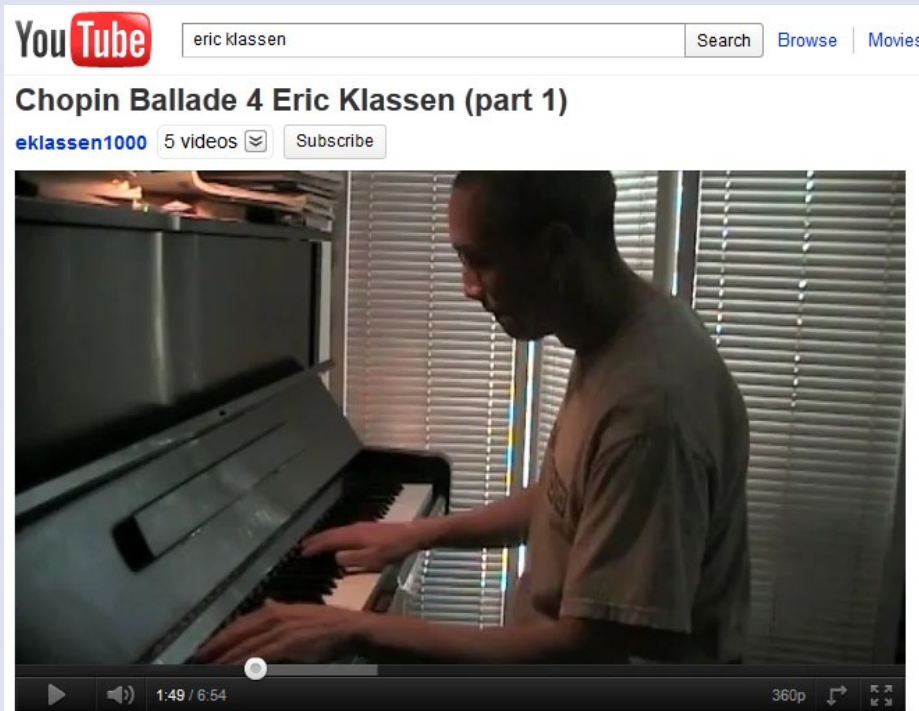 YouTube eric klassen Search Browse Movies
Chopin Ballade 4 Eric Klassen (part 1)
eklassen1000 5 videos Subscribe
1:49 / 6:54 360p